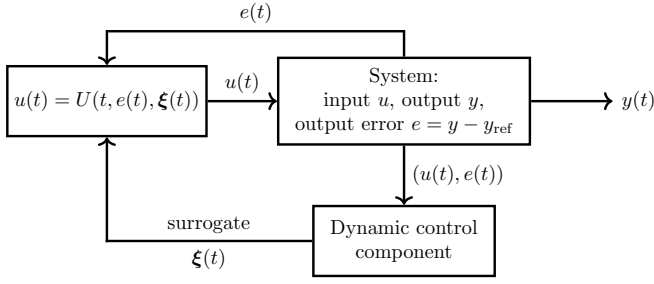 e(t)
u(t) = U(t, e(t), ξ(t))
u(t)
System:
input u, output y,
output error e = y − y_ref
y(t)
(u(t), e(t))
surrogate
ξ(t)
Dynamic control
component